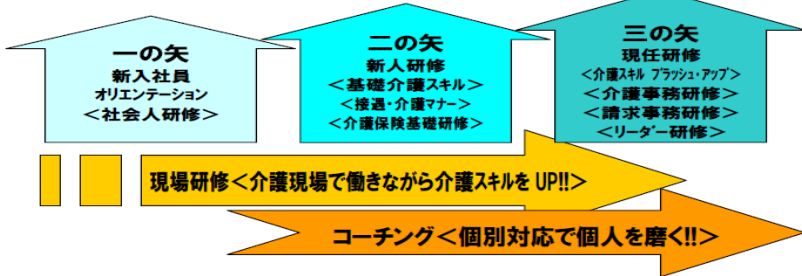 一の矢
新入社員
オリエンテーション
＜社会人研修＞
二の矢
新人研修
＜基礎介護スキル＞
＜接遇・介護マナー＞
＜介護保険基礎研修＞
三の矢
現任研修
＜介護スキル ブラッシュ・アップ＞
＜介護事務研修＞
＜請求事務研修＞
＜リーダー研修＞
現場研修＜介護現場で働きながら介護スキルをUP!!＞
コーチング＜個別対応で個人を磨く!!＞